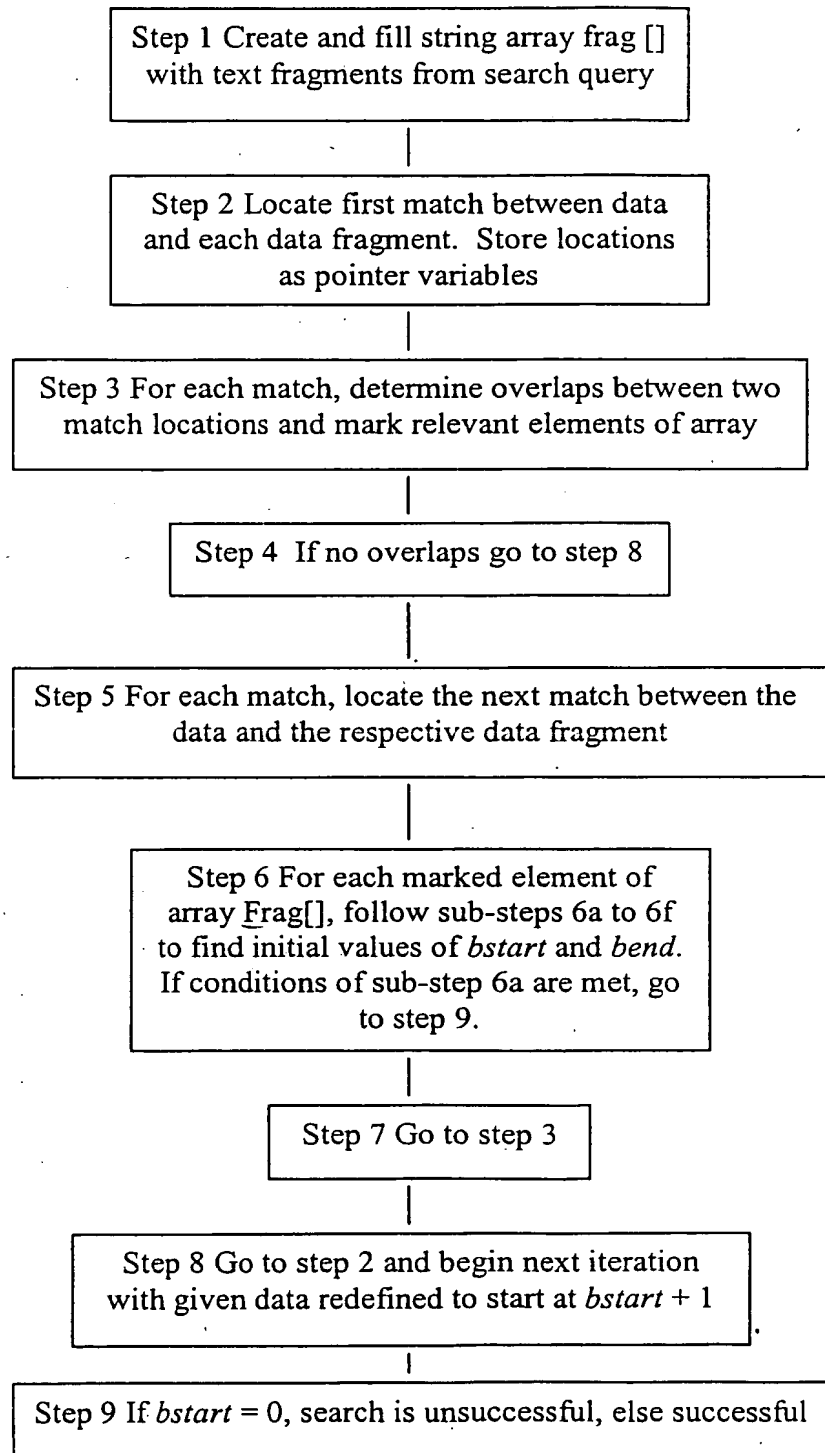 Step 1 Create and fill string array frag []
with text fragments from search query
Step 2 Locate first match between data
and each data fragment. Store locations
as pointer variables
Step 3 For each match, determine overlaps between two
match locations and mark relevant elements of array
Step 4 If no overlaps go to step 8
Step 5 For each match, locate the next match between the
data and the respective data fragment
Step 6 For each marked element of
array Frag[], follow sub-steps 6a to 6f
to find initial values of bstart and bend.
If conditions of sub-step 6a are met, go
to step 9.
Step 7 Go to step 3
Step 8 Go to step 2 and begin next iteration
with given data redefined to start at bstart + 1
Step 9 If bstart = 0, search is unsuccessful, else successful